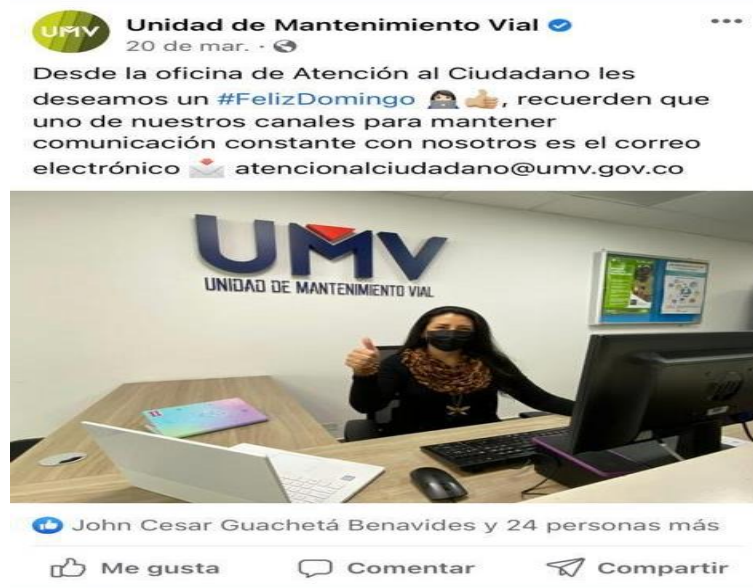 UMV
Unidad de Mantenimiento Vial
20 de mar. ·
Desde la oficina de Atención al Ciudadano les
deseamos un #FelizDomingo 👩🏻‍💻👍🏼, recuerden que
uno de nuestros canales para mantener
comunicación constante con nosotros es el correo
electrónico 📩 atencionalciudadano@umv.gov.co
UMV
UNIDAD DE MANTENIMIENTO VIAL
John Cesar Guachetá Benavides y 24 personas más
Me gusta Comentar Compartir